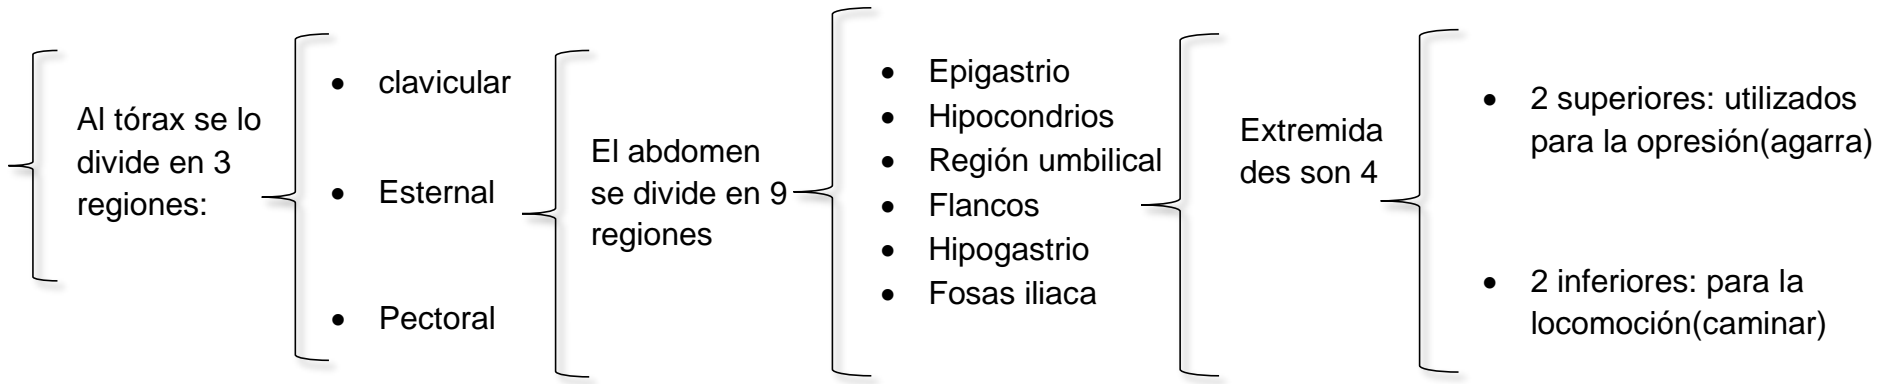 Al tórax se lo
divide en 3
regiones:
• clavicular
• Esternal
• Pectoral
El abdomen
se divide en 9
regiones
• Epigastrio
• Hipocondrios
• Región umbilical
• Flancos
• Hipogastrio
• Fosas iliaca
Extremida
des son 4
• 2 superiores: utilizados
para la opresión(agarra)
• 2 inferiores: para la
locomoción(caminar)